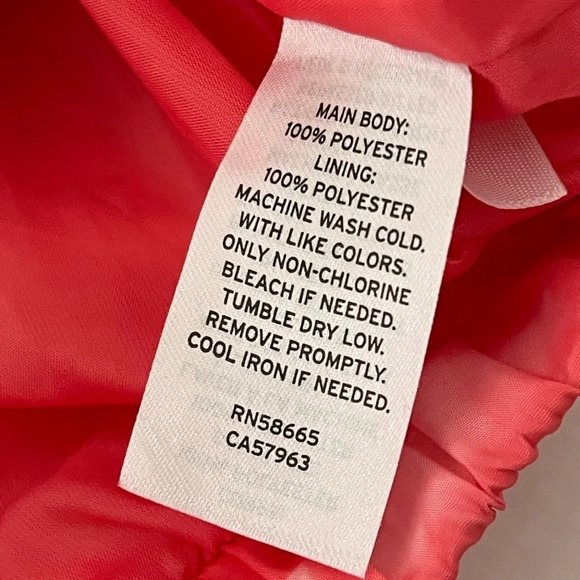 MAIN BODY:
100% POLYESTER
LINING:
100% POLYESTER
MACHINE WASH COLD.
WITH LIKE COLORS.
ONLY NON-CHLORINE
BLEACH IF NEEDED.
TUMBLE DRY LOW.
REMOVE PROMPTLY.
COOL IRON IF NEEDED.
RN58665
CA57963